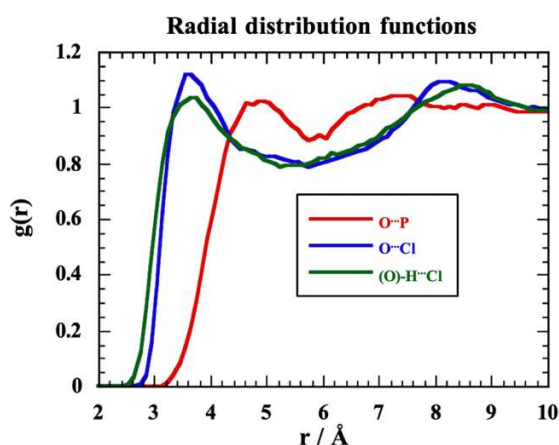 Radial distribution functions
1.2
1
0.8
0.6
0.4
0.2
0
g(r)
O···P
O···Cl
(O)-H···Cl
2 3 4 5 6 7 8 9 10
r / Å